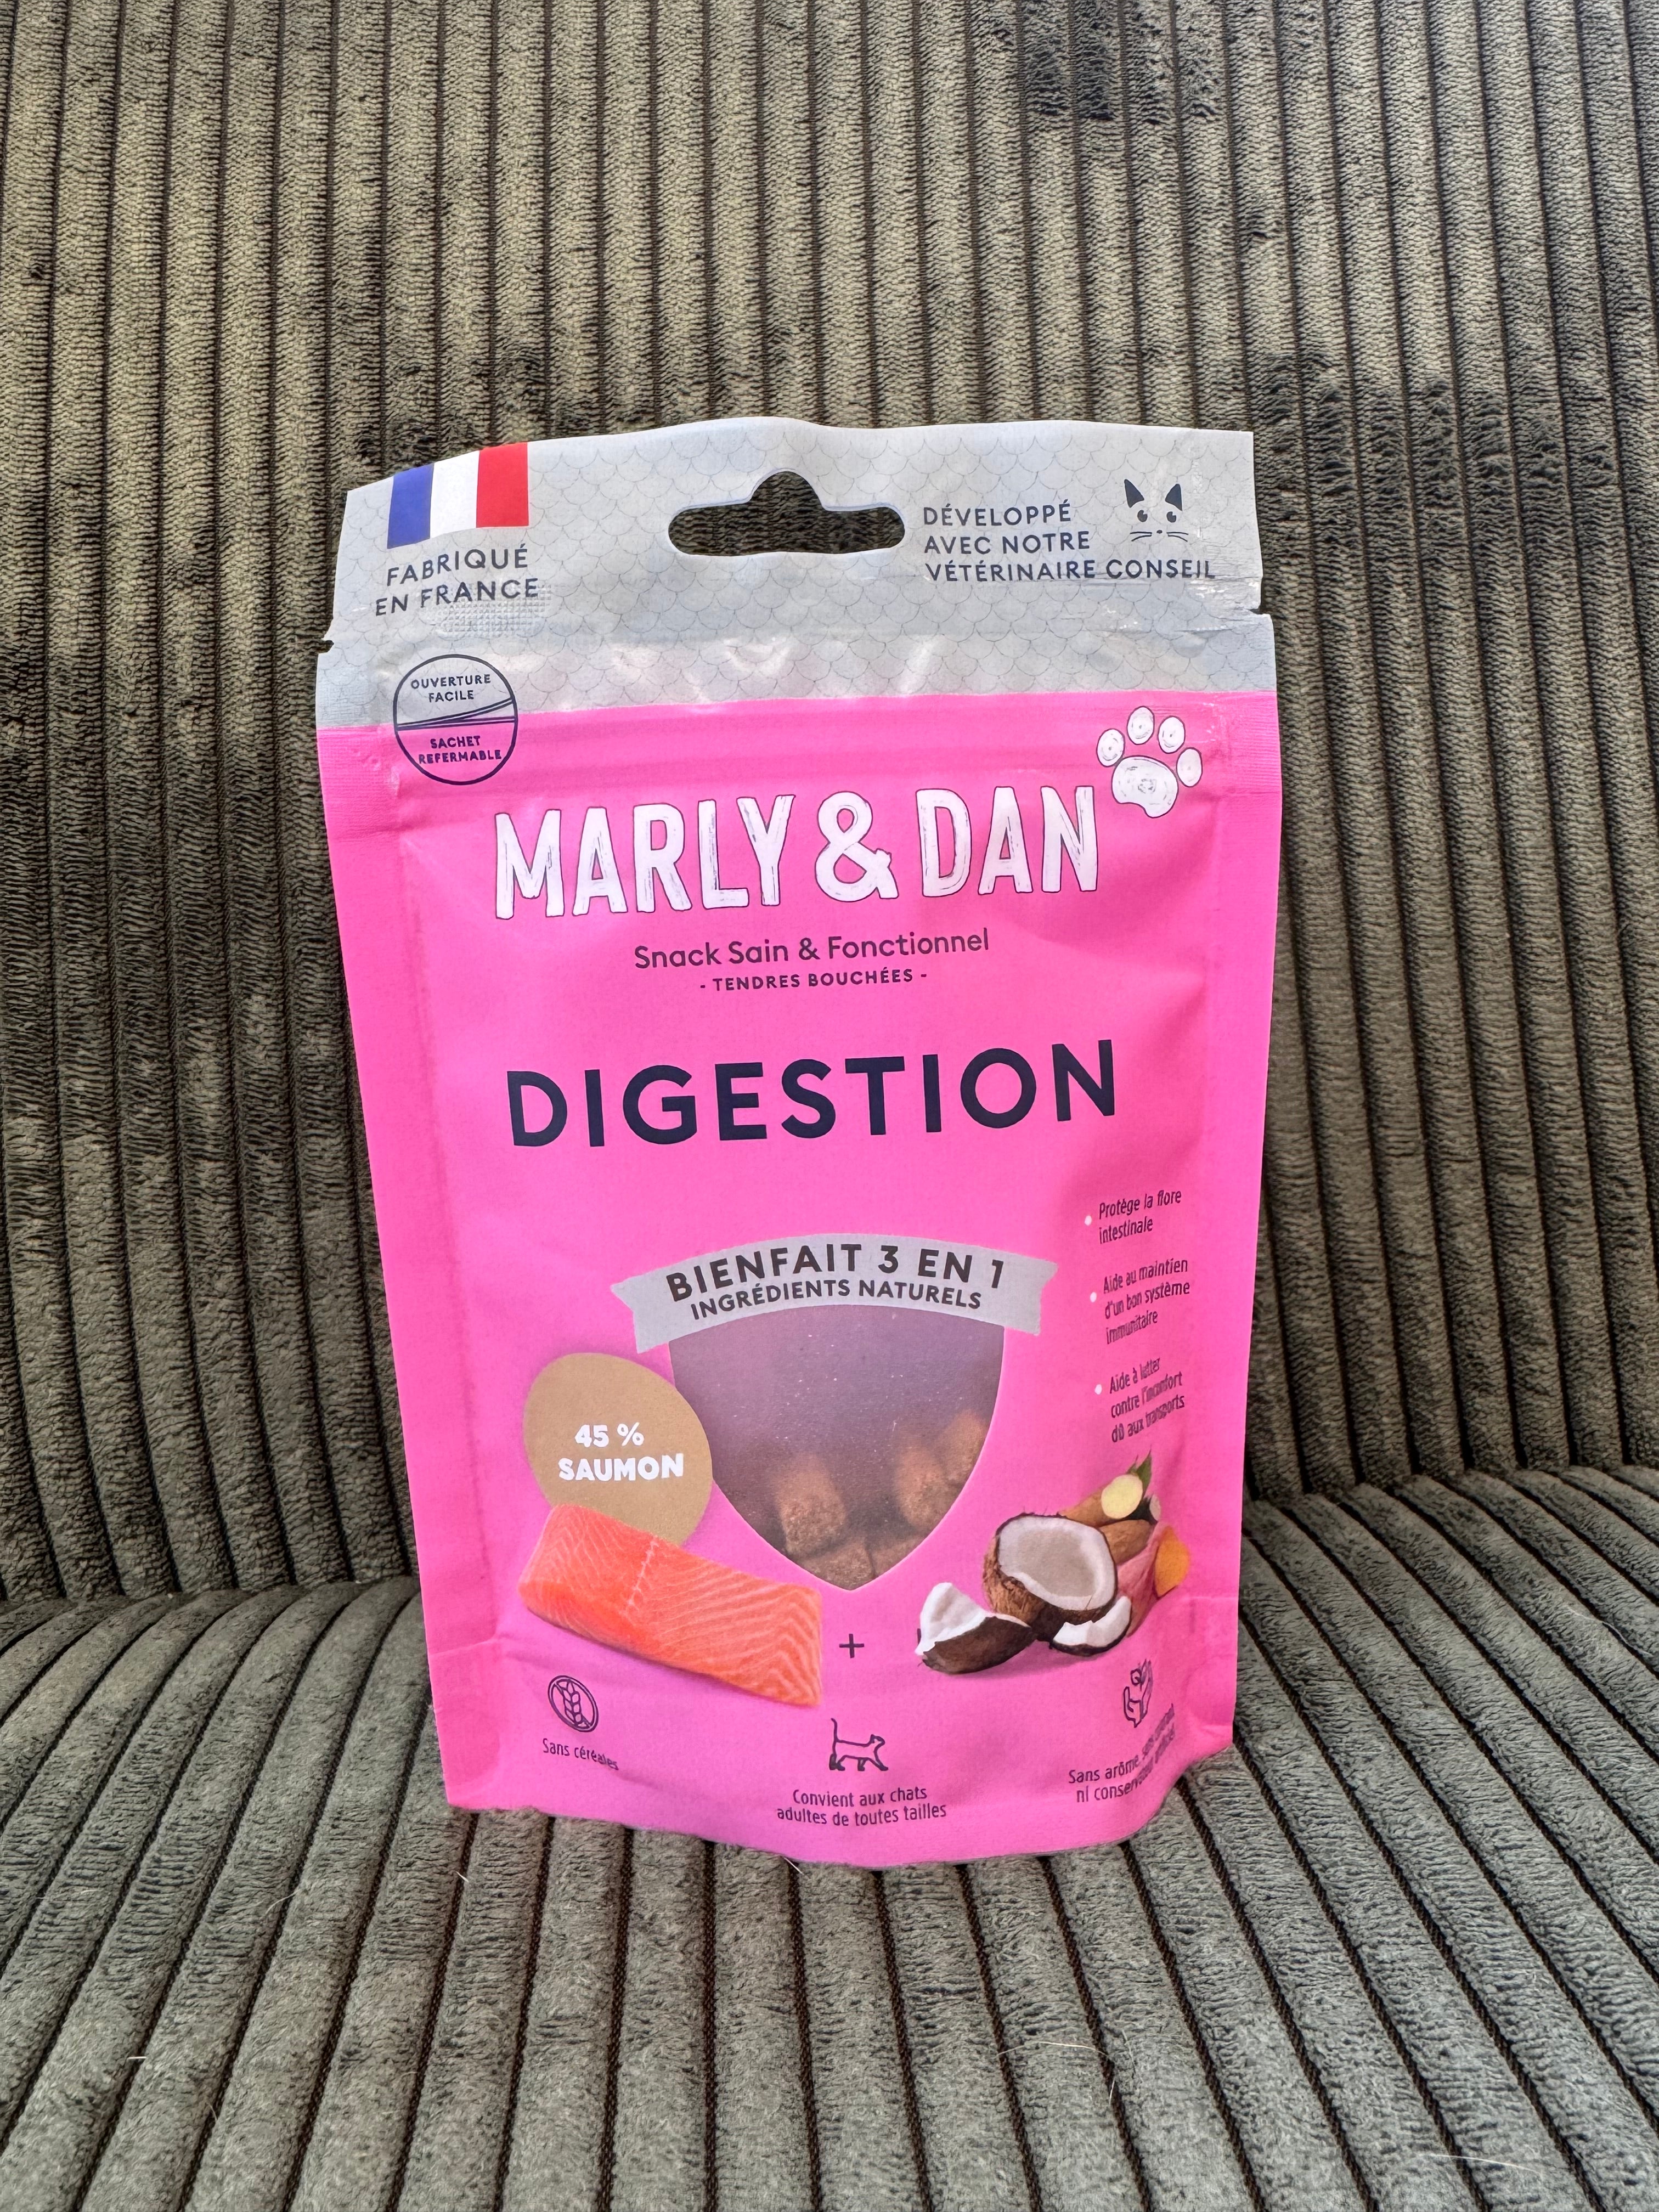 FABRIQUÉ
EN FRANCE
DÉVELOPPÉ
AVEC NOTRE
VÉTÉRINAIRE CONSEIL
OUVERTURE
FACILE
SACHET
REFERMABLE
MARLY & DAN
Snack Sain & Fonctionnel
- TENDRES BOUCHÉES -
DIGESTION
• Protège la flore
intestinale
• Aide au maintien
d'un bon système
immunitaire
• Aide à lutter
contre l'inconfort
dû aux transports
BIENFAIT 3 EN 1
INGRÉDIENTS NATURELS
45 %
SAUMON
+
Sans céréales
Convient aux chats
adultes de toutes tailles
Sans arôme, sans
ni